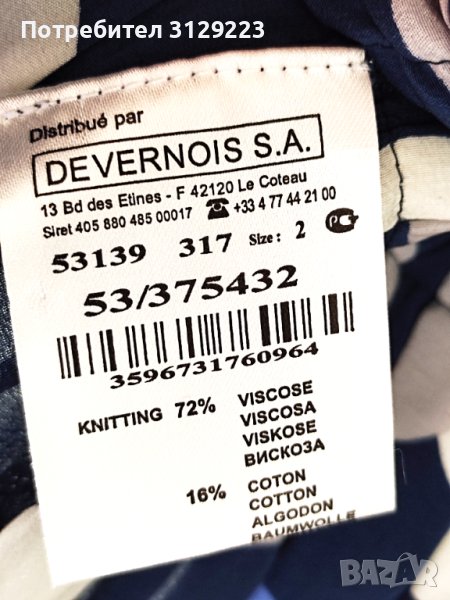 Потребител 3129223
Distribué par
DEVERNOIS S.A.
13 Bd des Etines - F 42120 Le Coteau
Siret 405 880 485 00017 ☎ +33 4 77 44 21 00
53139 317 Size: 2
53/375432
3596731760964
KNITTING 72% VISCOSE
VISCOSA
VISKOSE
ВИСКОЗА
16% COTON
COTTON
ALGODON
BAUMWOLLE
BAZAR